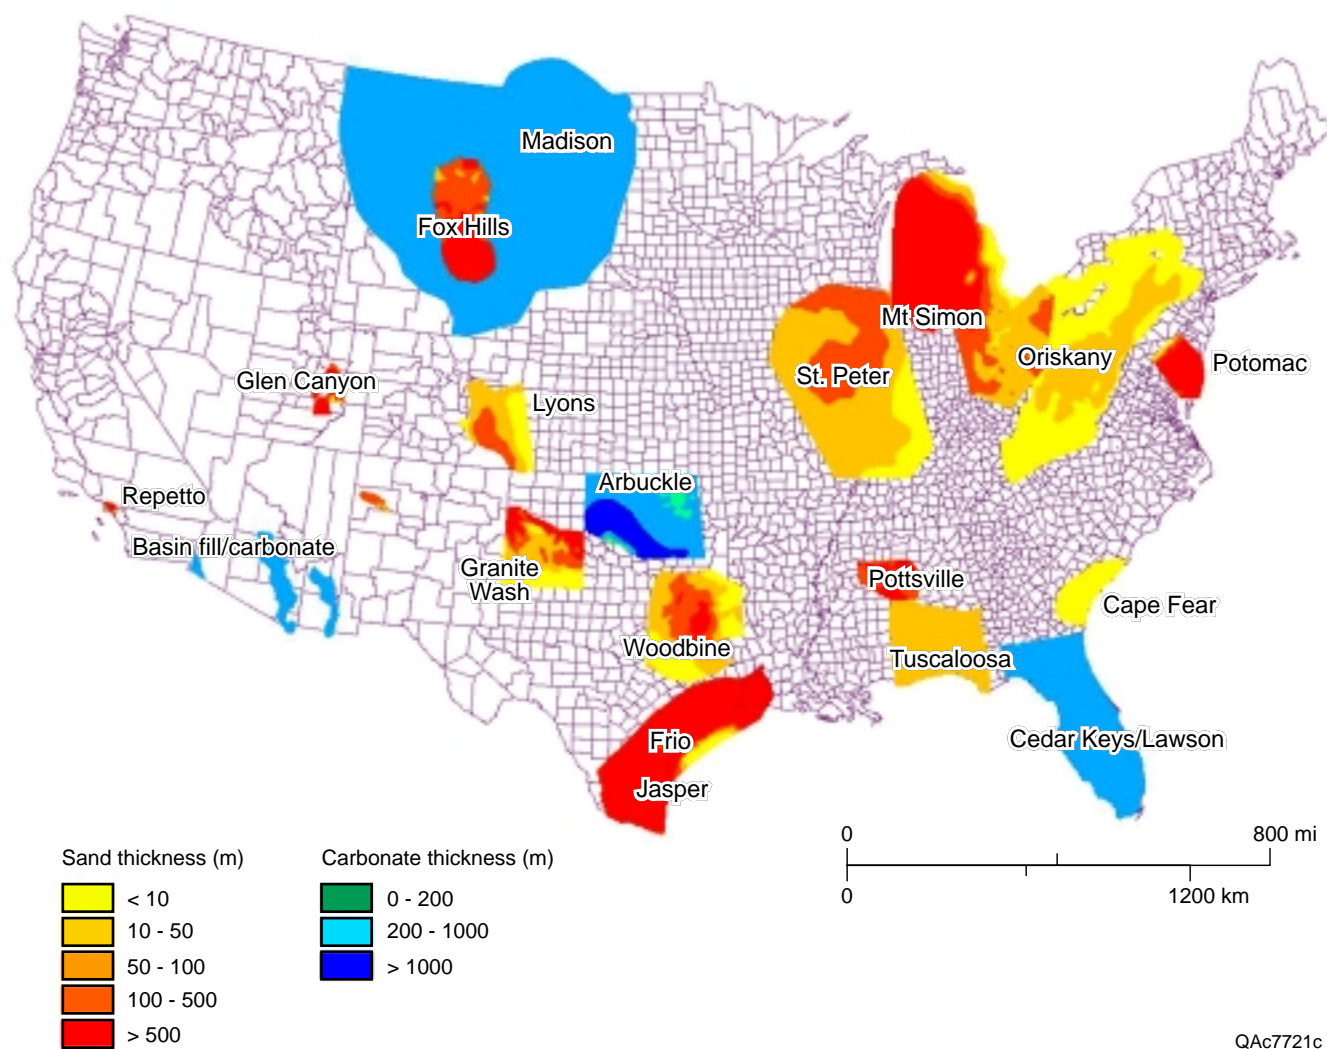 Madison
Fox Hills
Mt Simon
Glen Canyon
Oriskany
Potomac
St. Peter
Lyons
Repetto
Arbuckle
Basin fill/carbonate
Granite
Wash
Pottsville
Cape Fear
Woodbine
Tuscaloosa
Frio
Cedar Keys/Lawson
Jasper
0 800 mi
0 1200 km
Sand thickness (m)
< 10
10 - 50
50 - 100
100 - 500
> 500
Carbonate thickness (m)
0 - 200
200 - 1000
> 1000
QAc7721c